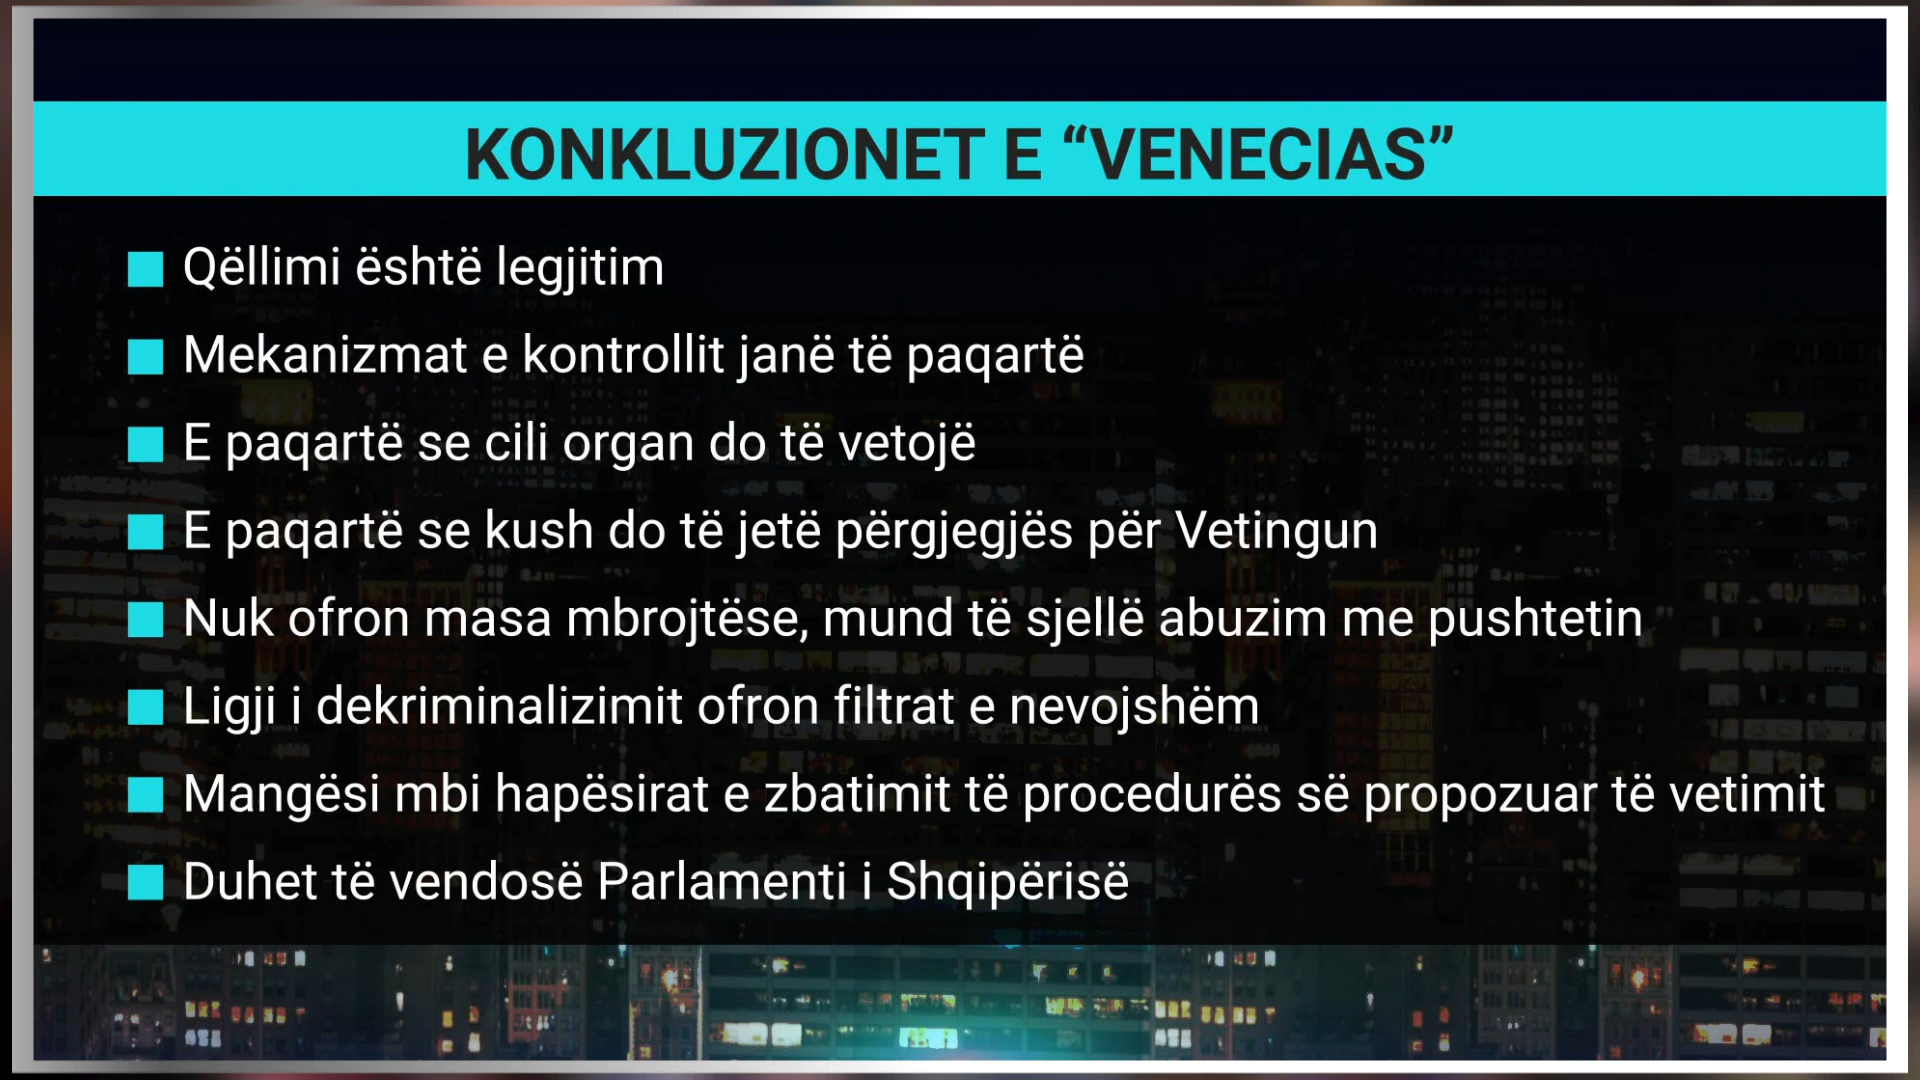 KONKLUZIONET E “VENECIAS”
Qëllimi është legjitim
Mekanizmat e kontrollit janë të paqartë
E paqartë se cili organ do të vetojë
E paqartë se kush do të jetë përgjegjës për Vetingun
Nuk ofron masa mbrojtëse, mund të sjellë abuzim me pushtetin
Ligji i dekriminalizimit ofron filtrat e nevojshëm
Mangësi mbi hapësirat e zbatimit të procedurës së propozuar të vetimit
Duhet të vendosë Parlamenti i Shqipërisë